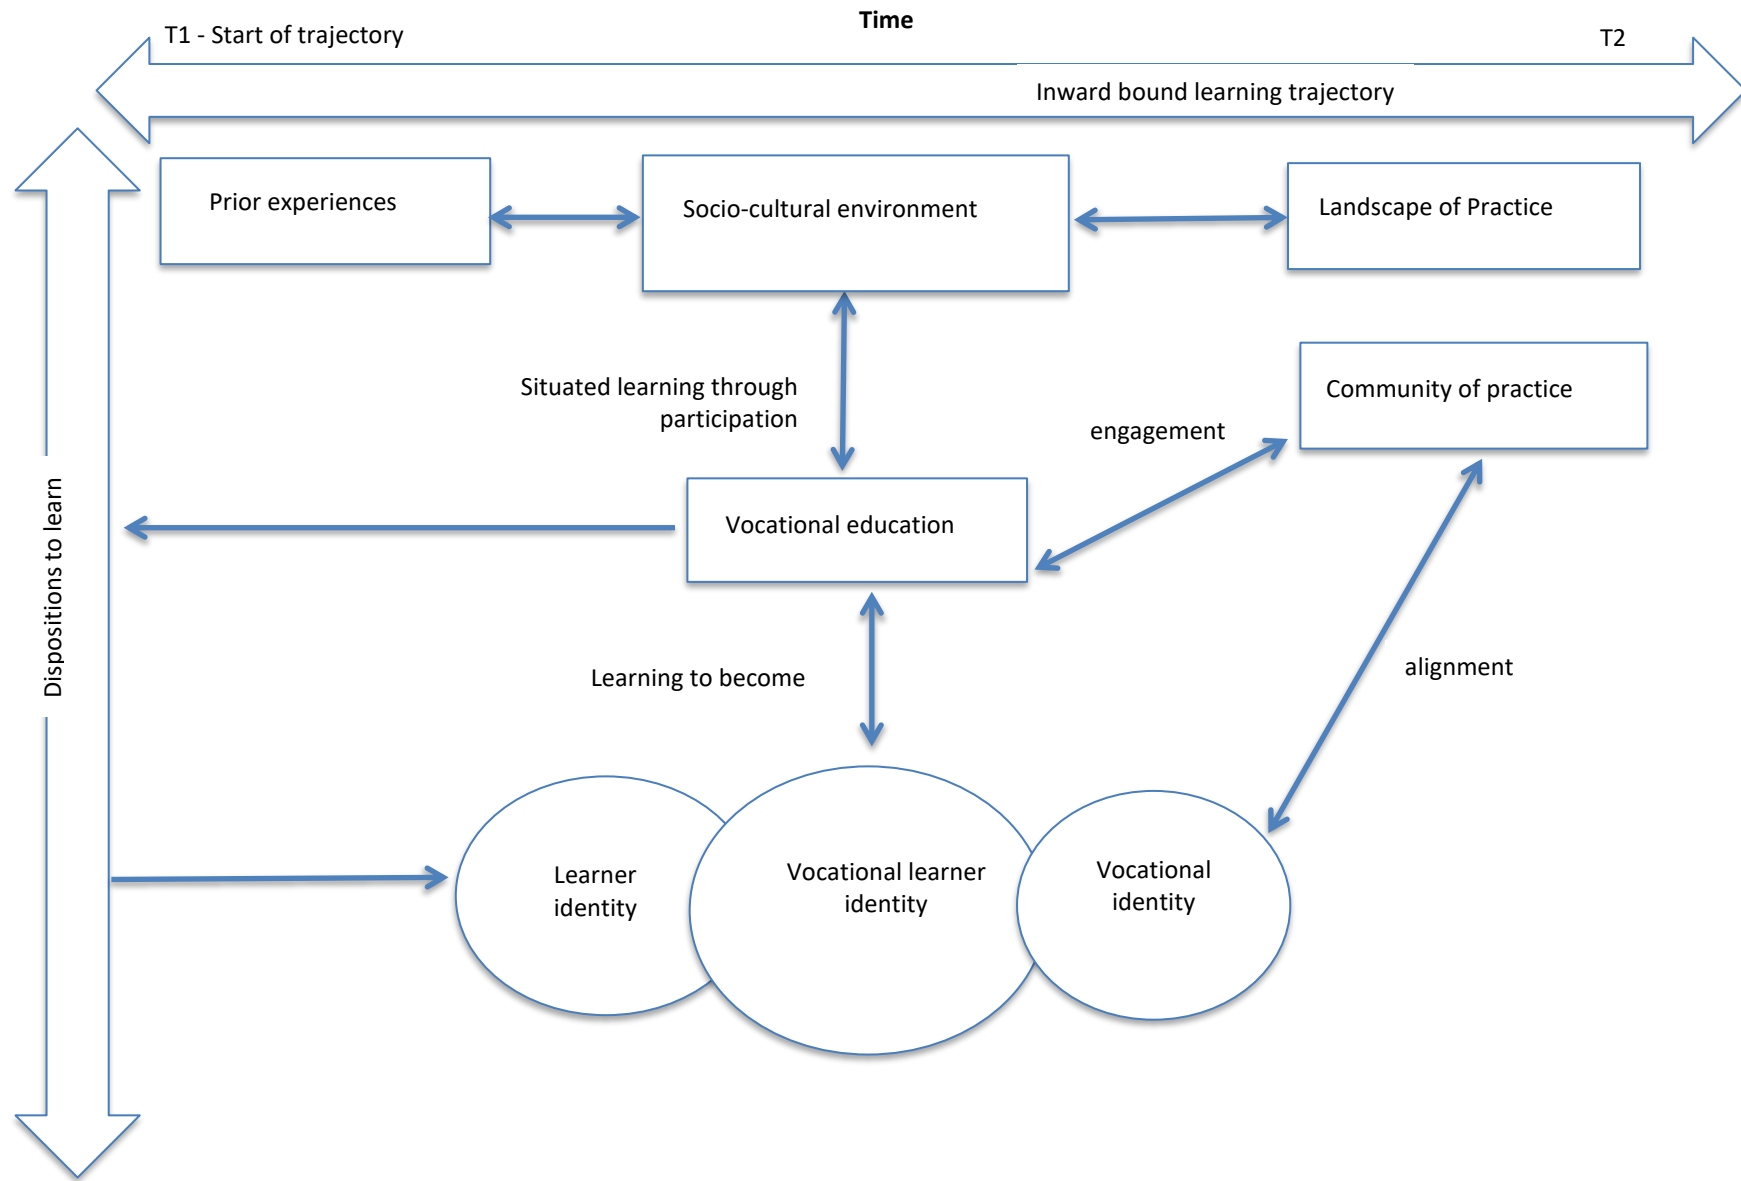 Time
T1 - Start of trajectory
T2
Inward bound learning trajectory
Prior experiences
Socio-cultural environment
Landscape of Practice
Situated learning through
participation
Community of practice
engagement
Vocational education
Dispositions to learn
Learning to become
alignment
Learner
identity
Vocational learner
identity
Vocational
identity